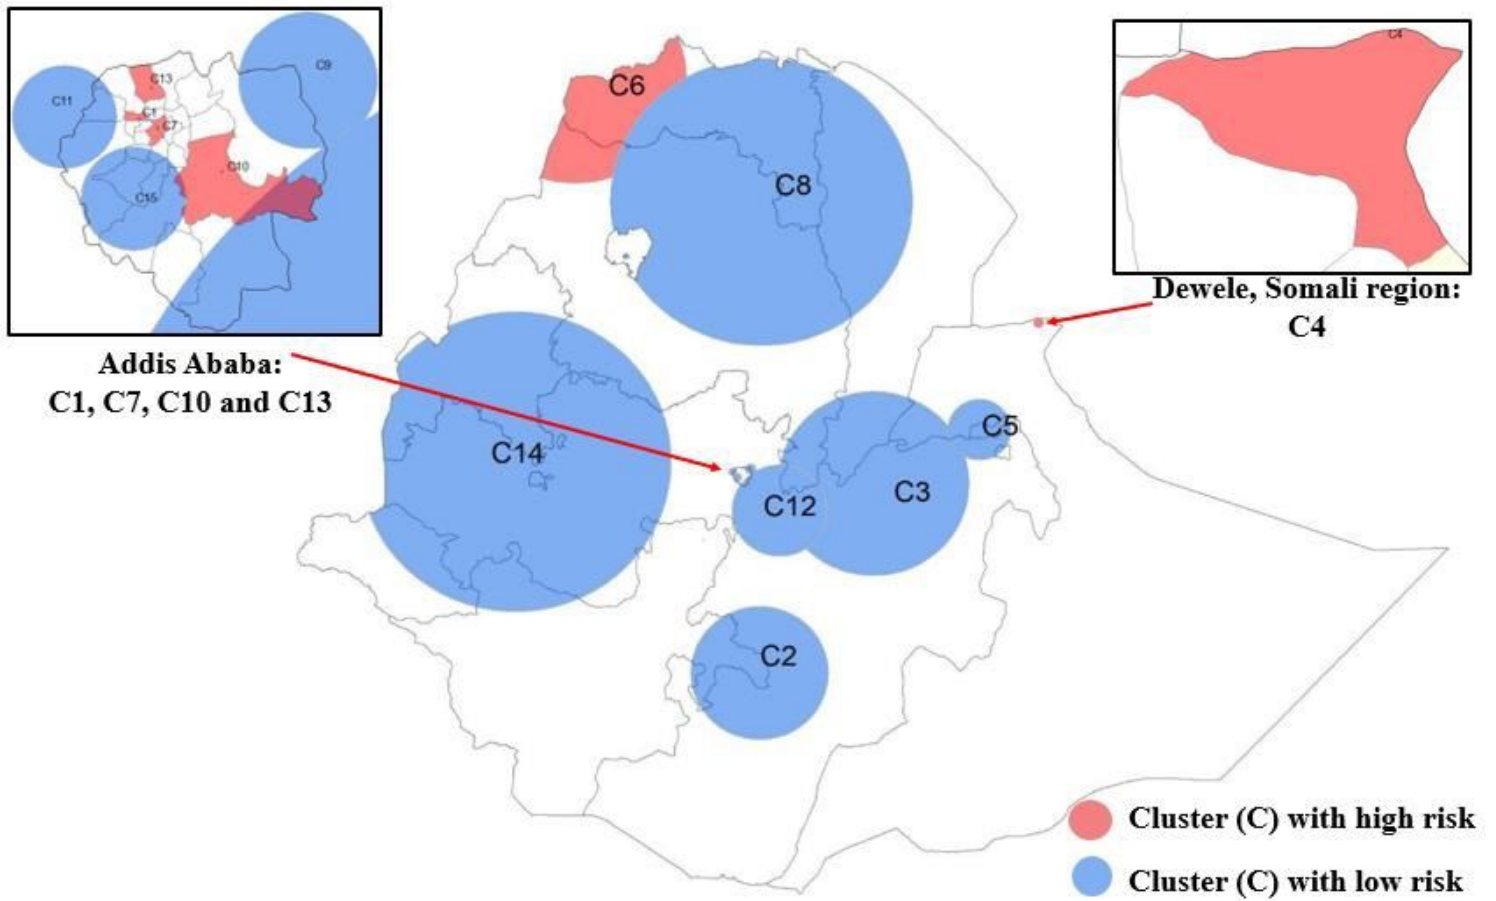 C9
C13
C11
C1
C7
C10
C15
Addis Ababa:
C1, C7, C10 and C13
C6
C8
C4
Dewele, Somali region:
C4
C5
C14
C3
C12
C2
Cluster (C) with high risk
Cluster (C) with low risk